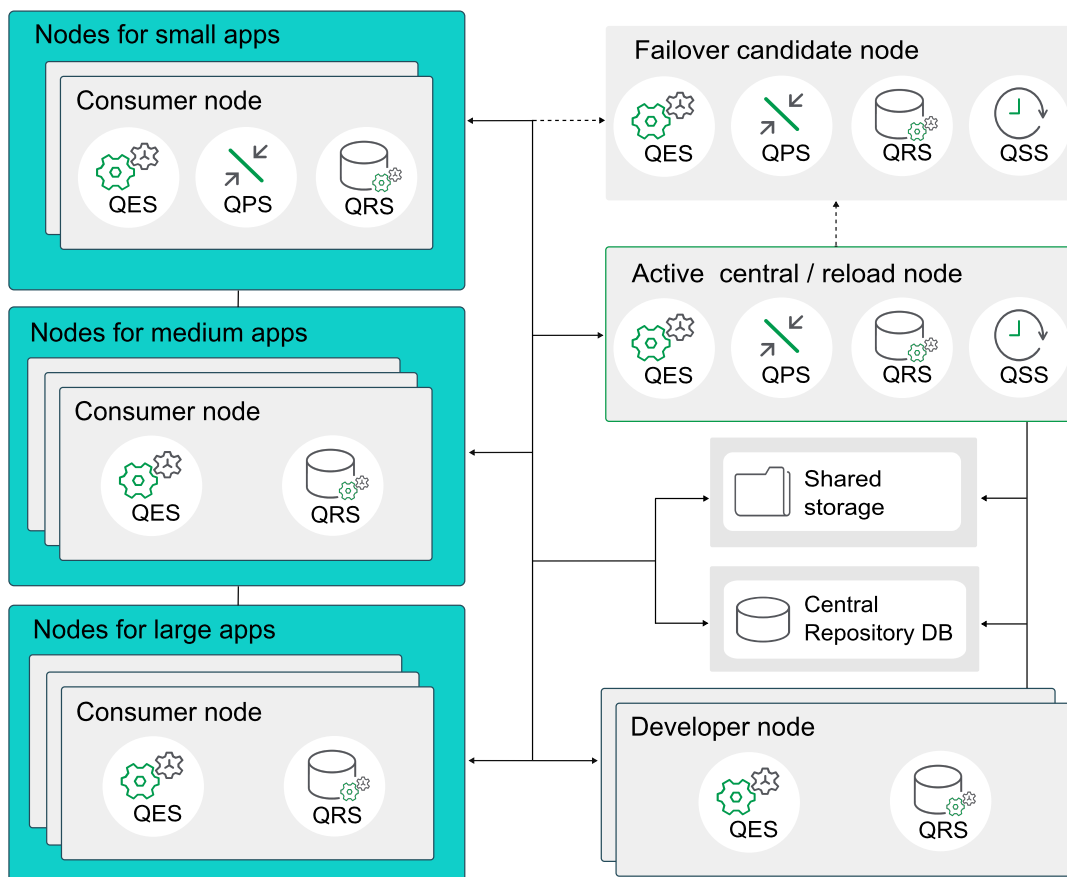 Nodes for small apps
Consumer node
QES QPS QRS
Failover candidate node
QES QPS QRS QSS
Active central / reload node
QES QPS QRS QSS
Nodes for medium apps
Consumer node
QES QRS
Shared
storage
Central
Repository DB
Nodes for large apps
Consumer node
QES QRS
Developer node
QES QRS